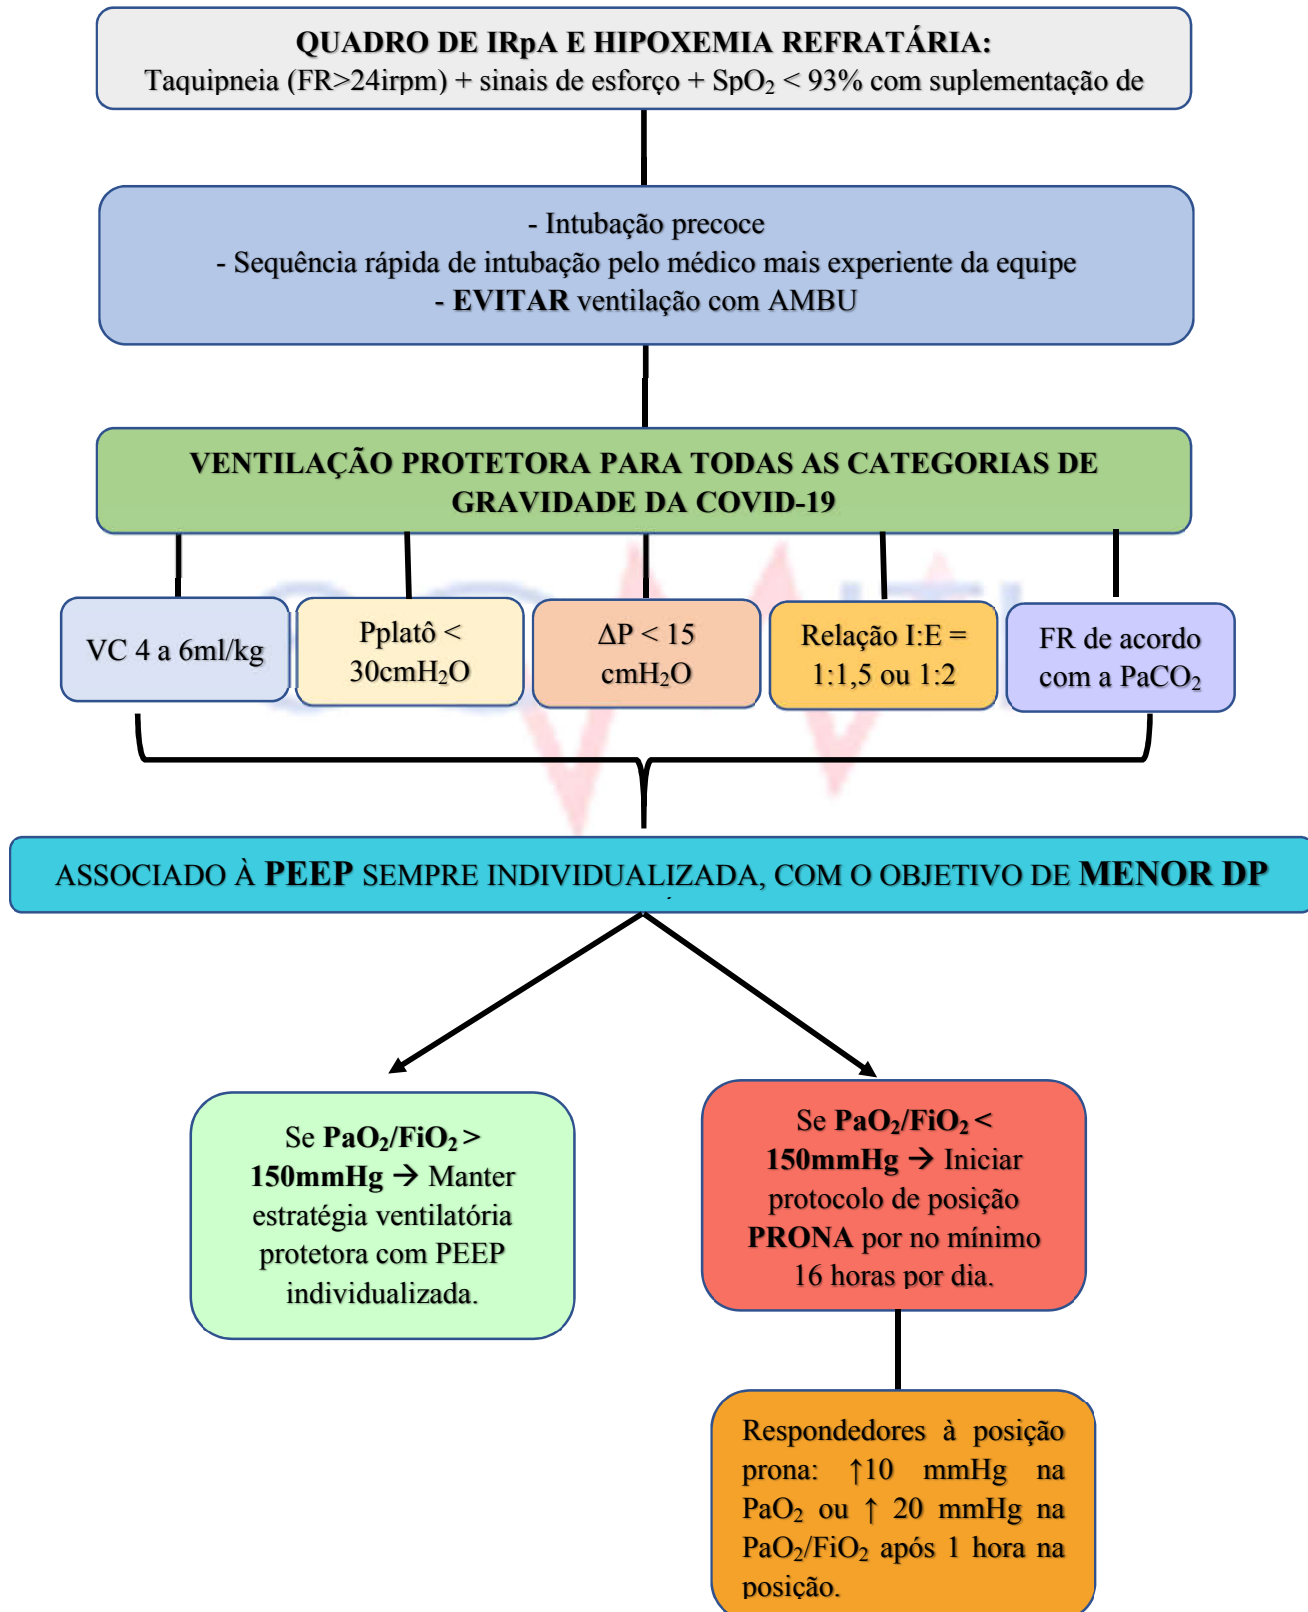 QUADRO DE IRpA E HIPOXEMIA REFRATÁRIA:
Taquipneia (FR>24irpm) + sinais de esforço + SpO₂ < 93% com suplementação de
- Intubação precoce
- Sequência rápida de intubação pelo médico mais experiente da equipe
- EVITAR ventilação com AMBU
VENTILAÇÃO PROTETORA PARA TODAS AS CATEGORIAS DE
GRAVIDADE DA COVID-19
VC 4 a 6ml/kg
Pplatô <
30cmH₂O
ΔP < 15
cmH₂O
Relação I:E =
1:1,5 ou 1:2
FR de acordo
com a PaCO₂
ASSOCIADO À PEEP SEMPRE INDIVIDUALIZADA, COM O OBJETIVO DE MENOR DP
Se PaO₂/FiO₂ >
150mmHg → Manter
estratégia ventilatória
protetora com PEEP
individualizada.
Se PaO₂/FiO₂ <
150mmHg → Iniciar
protocolo de posição
PRONA por no mínimo
16 horas por dia.
Respondedores à posição
prona: ↑10 mmHg na
PaO₂ ou ↑ 20 mmHg na
PaO₂/FiO₂ após 1 hora na
posição.